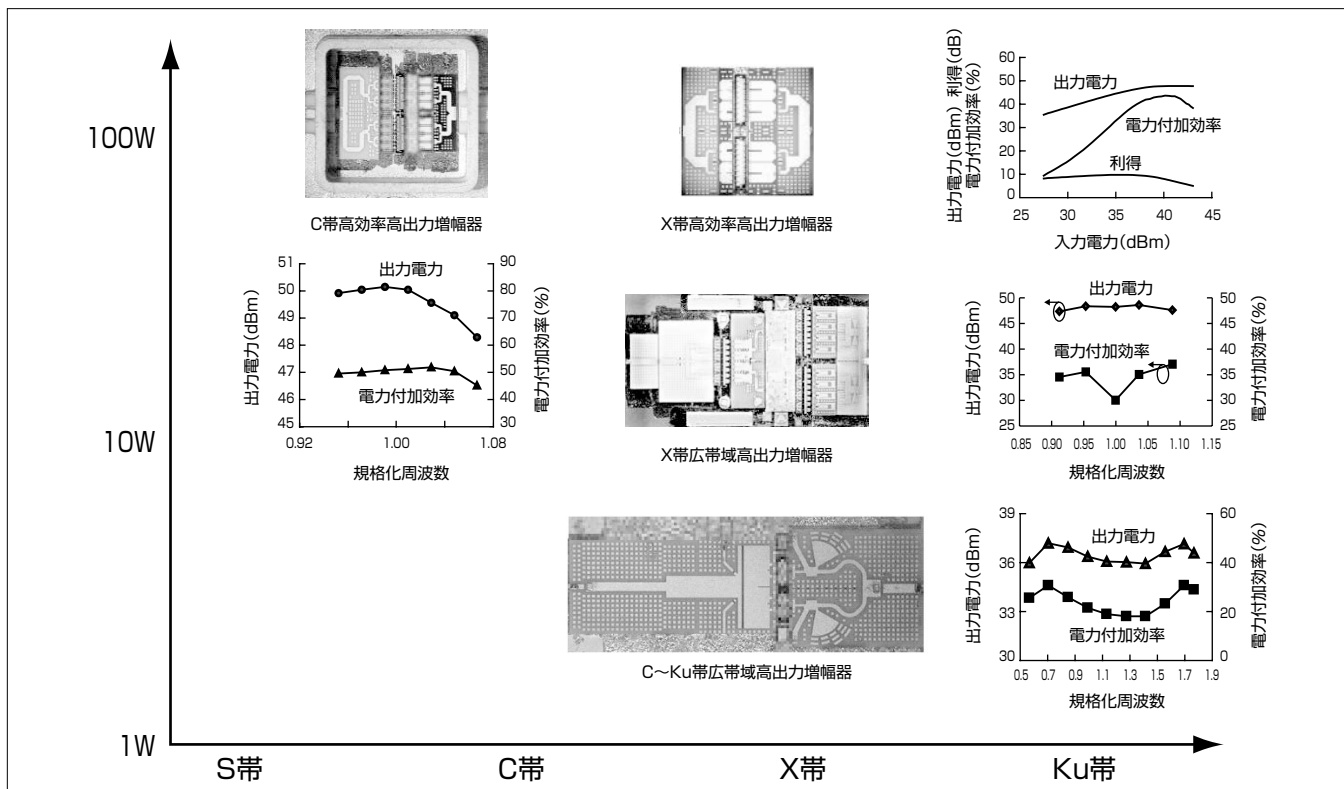 100W
10W
1W
S帯
C帯
X帯
Ku帯
C帯高効率高出力増幅器
出力電力(dBm)
51
50
49
48
47
46
45
出力電力
電力付加効率
90
80
70
60
50
40
30
電力付加効率(%)
0.92
1.00
1.08
規格化周波数
X帯高効率高出力増幅器
出力電力(dBm) 利得(dB)
電力付加効率(%)
60
50
40
30
20
10
0
出力電力
電力付加効率
利得
25
30
35
40
45
入力電力(dBm)
X帯広帯域高出力増幅器
出力電力(dBm)
50
45
40
35
30
25
出力電力
電力付加効率
50
45
40
35
30
25
電力付加効率(%)
0.85
0.90
0.95
1.00
1.05
1.10
1.15
規格化周波数
C～Ku帯広帯域高出力増幅器
出力電力(dBm)
39
36
33
30
出力電力
電力付加効率
60
40
20
0
電力付加効率(%)
0.5
0.7
0.9
1.1
1.3
1.5
1.7
1.9
規格化周波数